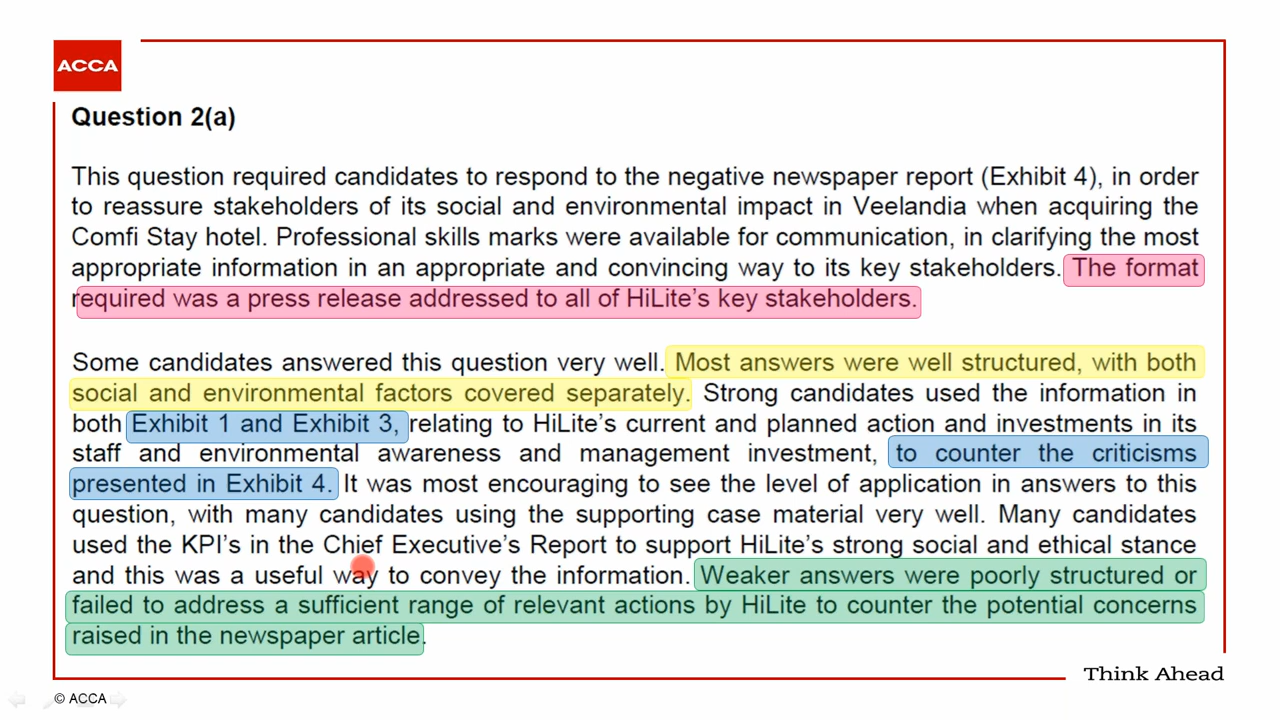 ACCA
Question 2(a)
This question required candidates to respond to the negative newspaper report (Exhibit 4), in order
to reassure stakeholders of its social and environmental impact in Veelandia when acquiring the
Comfi Stay hotel. Professional skills marks were available for communication, in clarifying the most
appropriate information in an appropriate and convincing way to its key stakeholders. The format
required was a press release addressed to all of HiLite's key stakeholders.
Some candidates answered this question very well. Most answers were well structured, with both
social and environmental factors covered separately. Strong candidates used the information in
both Exhibit 1 and Exhibit 3, relating to HiLite's current and planned action and investments in its
staff and environmental awareness and management investment, to counter the criticisms
presented in Exhibit 4. It was most encouraging to see the level of application in answers to this
question, with many candidates using the supporting case material very well. Many candidates
used the KPI's in the Chief Executive's Report to support HiLite's strong social and ethical stance
and this was a useful way to convey the information. Weaker answers were poorly structured or
failed to address a sufficient range of relevant actions by HiLite to counter the potential concerns
raised in the newspaper article.
Think Ahead
© ACCA